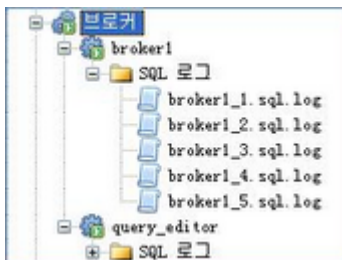 브로커
broker1
SQL 로그
broker1_1.sql.log
broker1_2.sql.log
broker1_3.sql.log
broker1_4.sql.log
broker1_5.sql.log
query_editor
SQL 로그